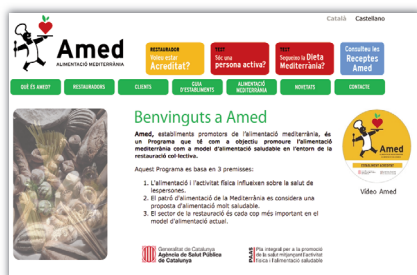 Català Castellano
Amed
ALIMENTACIÓ MEDITERRÀNIA
RESTAURADOR
Voleu estar
Acreditat?
TEST
Sóc una
persona activa?
TEST
Segueixo la Dieta
Mediterrània?
Consulteu les
Receptes
Amed
QUÈ ÉS AMED?
RESTAURADORS
CLIENTS
GUIA
D'ESTABLIMENTS
ALIMENTACIÓ
MEDITERRÀNIA
NOVETATS
CONTACTE
Benvinguts a Amed
Amed, establiments promotors de l'alimentació mediterrània, és
un Programa que té com a objectiu promoure l'alimentació
mediterrània com a model d'alimentació saludable en l'entorn de la
restauració col·lectiva.
Aquest Programa es basa en 3 premisses:
1. L'alimentació i l'activitat física influeixen sobre la salut de
lespersones.
2. El patró d'alimentació de la Mediterrània es considera una
proposta d'alimentació molt saludable.
3. El sector de la restauració és cada cop més important en el
model d'alimentació actual.
Amed
Vídeo Amed
Generalitat de Catalunya
Agència de Salut Pública
de Catalunya
PAAS
Pla integral per a la promoció
de la salut mitjançant l'activitat
física i l'alimentació saludable